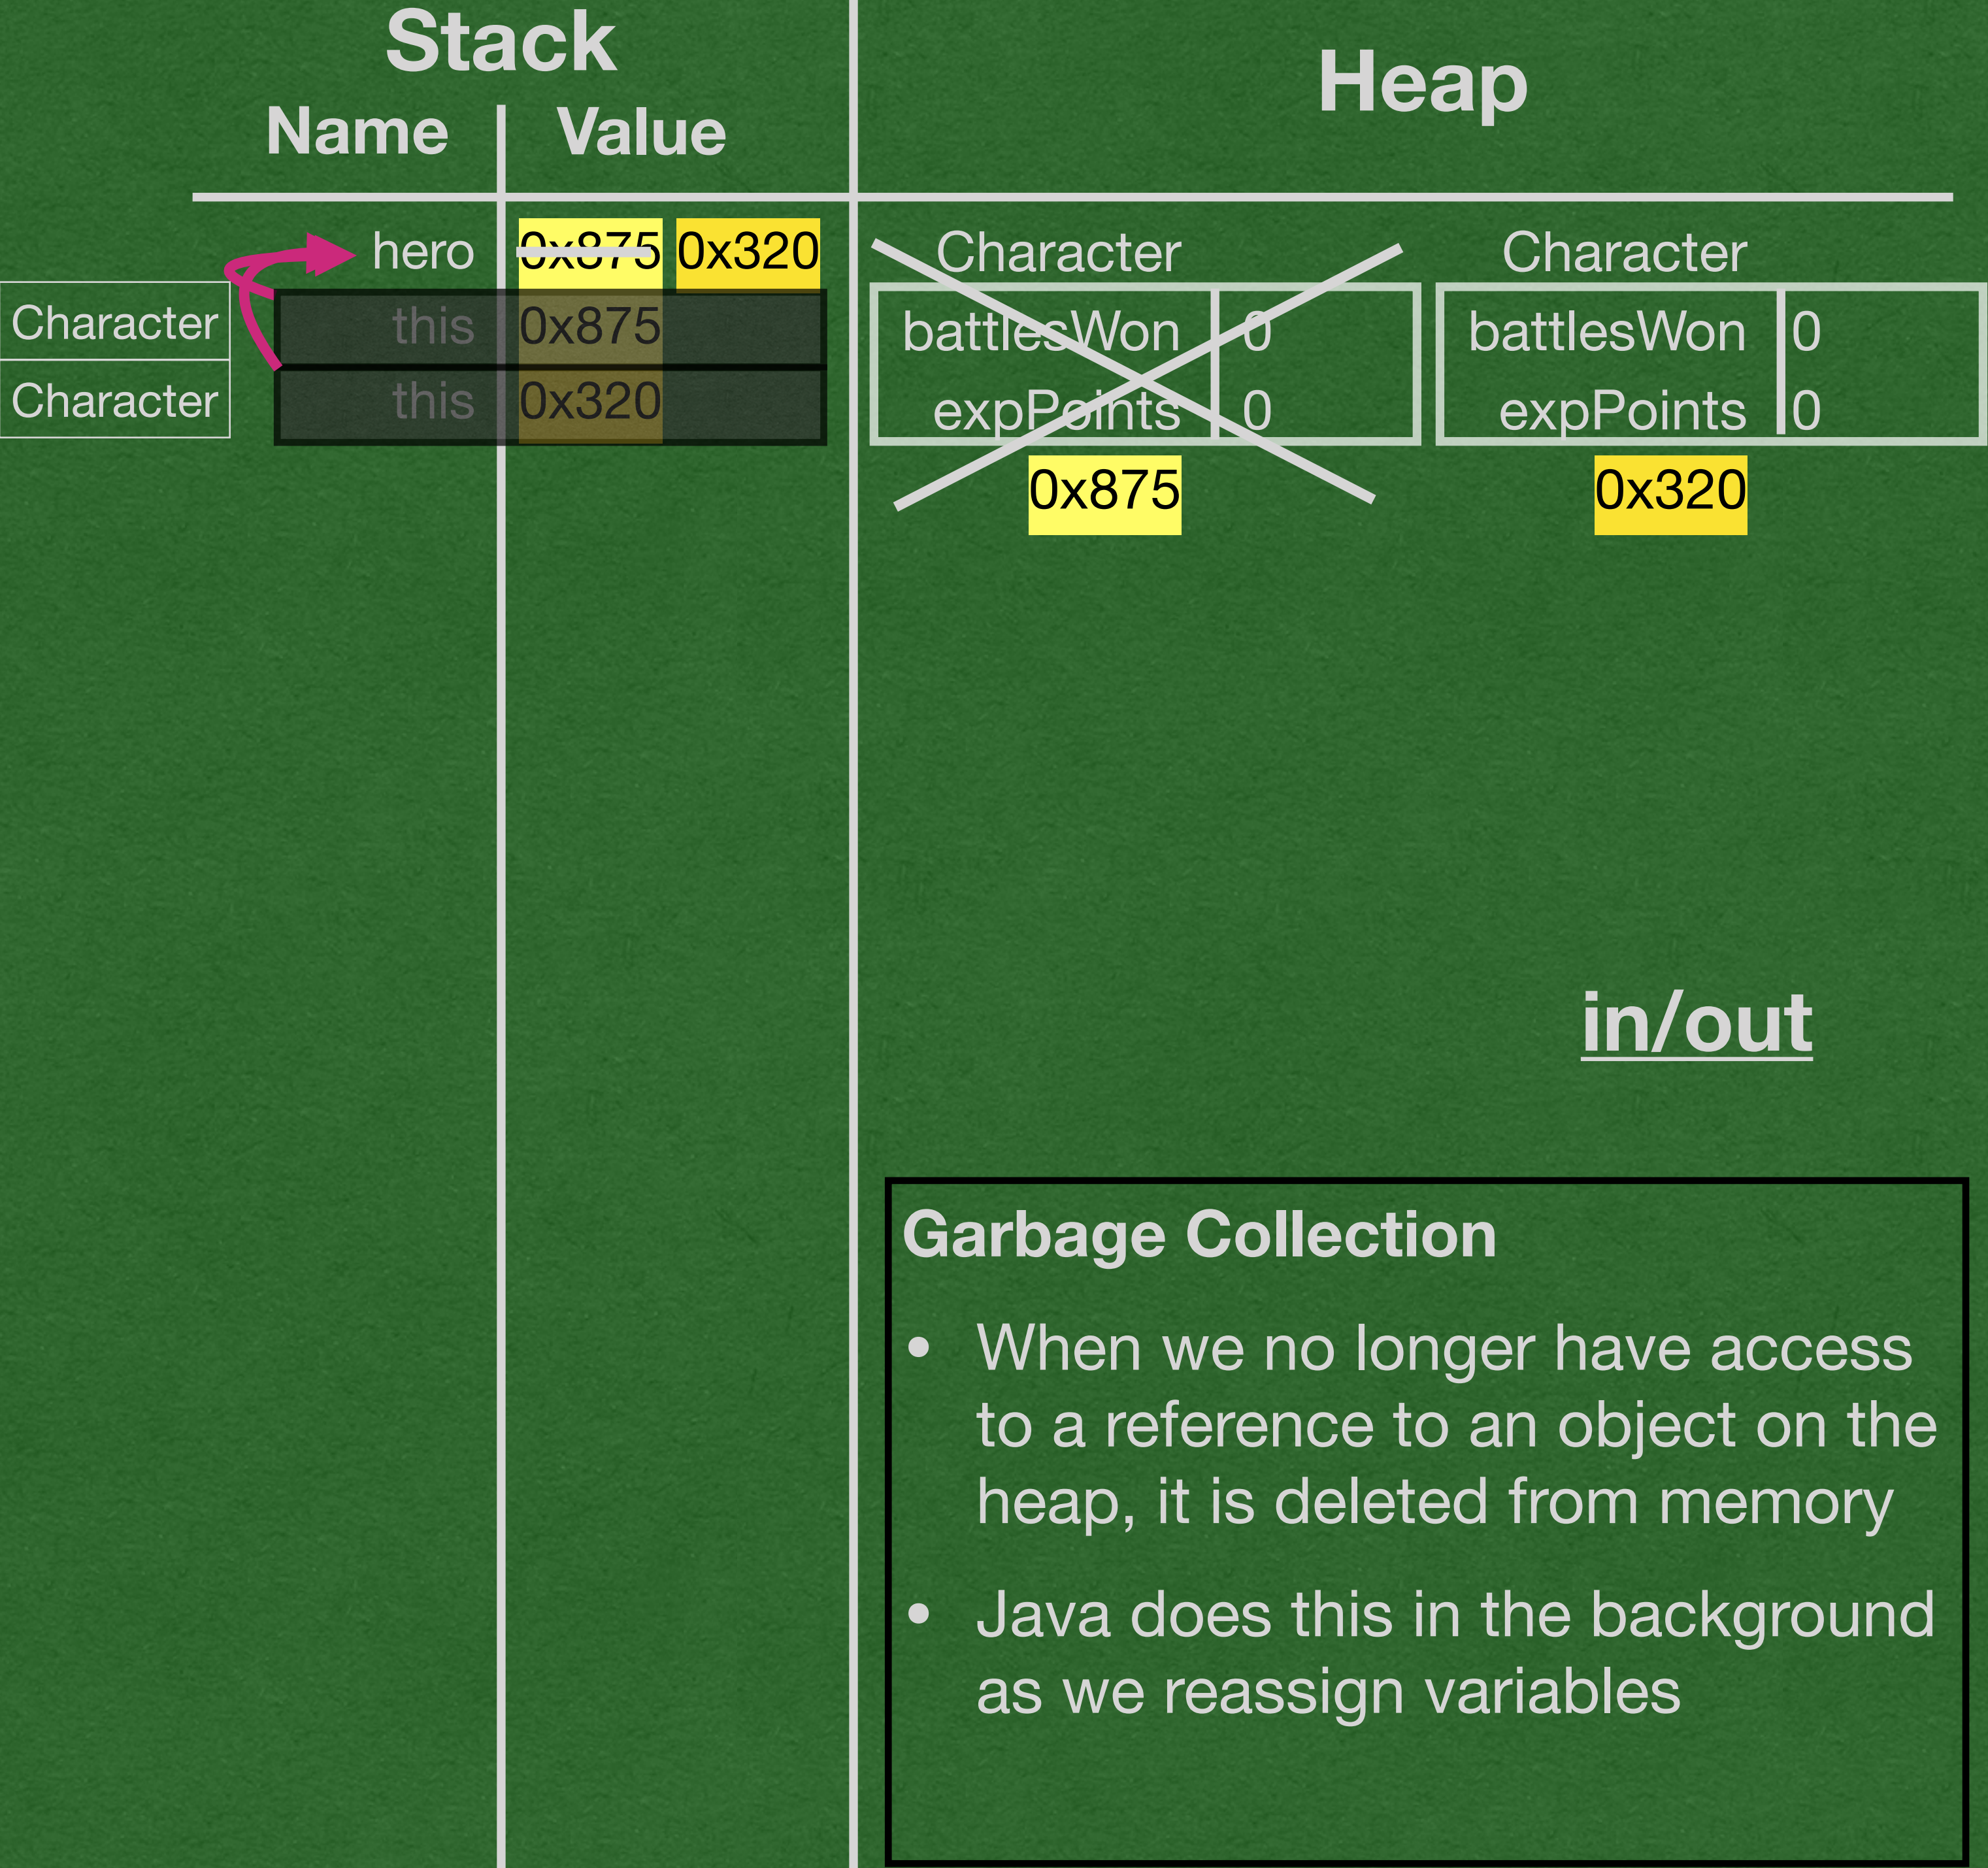 Stack
Heap
Name Value
hero 0x875 0x320
Character this 0x875
Character this 0x320
Character
battlesWon 0
expPoints 0
0x875
Character
battlesWon 0
expPoints 0
0x320
in/out
Garbage Collection
• When we no longer have access
to a reference to an object on the
heap, it is deleted from memory
• Java does this in the background
as we reassign variables